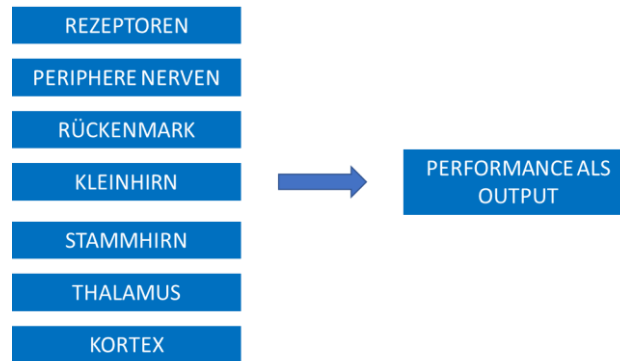 REZEPTOREN
PERIPHERE NERVEN
RÜCKENMARK
KLEINHIRN
STAMMHIRN
THALAMUS
KORTEX
PERFORMANCE ALS
OUTPUT